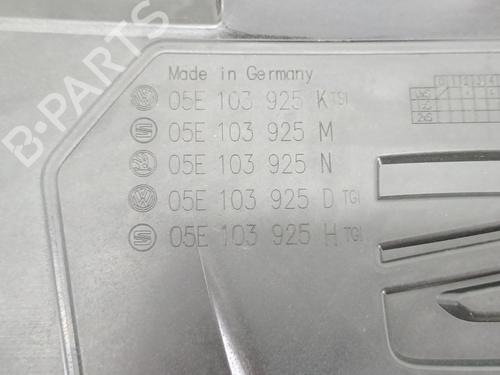 B-PARTS
Made in Germany
05E 103 925 K TSI
05E 103 925 M
05E 103 925 N
05E 103 925 D TGI
05E 103 925 H TGI